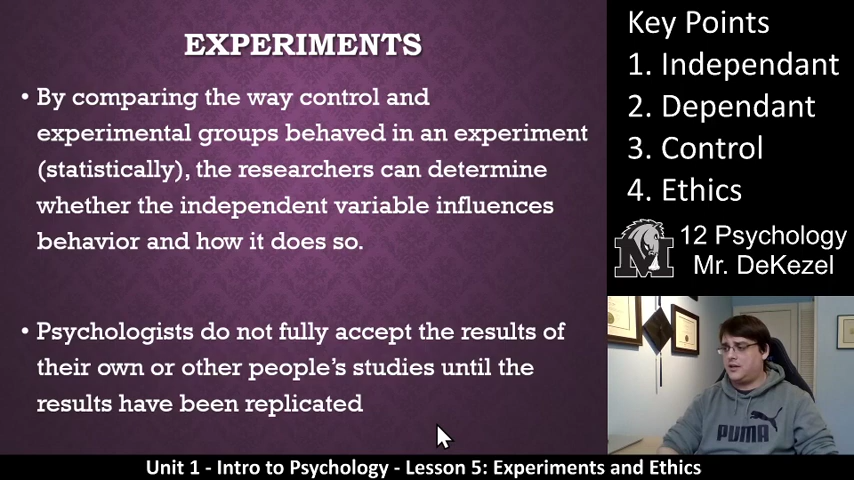 EXPERIMENTS
• By comparing the way control and
experimental groups behaved in an experiment
(statistically), the researchers can determine
whether the independent variable influences
behavior and how it does so.
• Psychologists do not fully accept the results of
their own or other people's studies until the
results have been replicated
Key Points
1. Independant
2. Dependant
3. Control
4. Ethics
M
12 Psychology
Mr. DeKezel
PUMA
Unit 1 - Intro to Psychology - Lesson 5: Experiments and Ethics